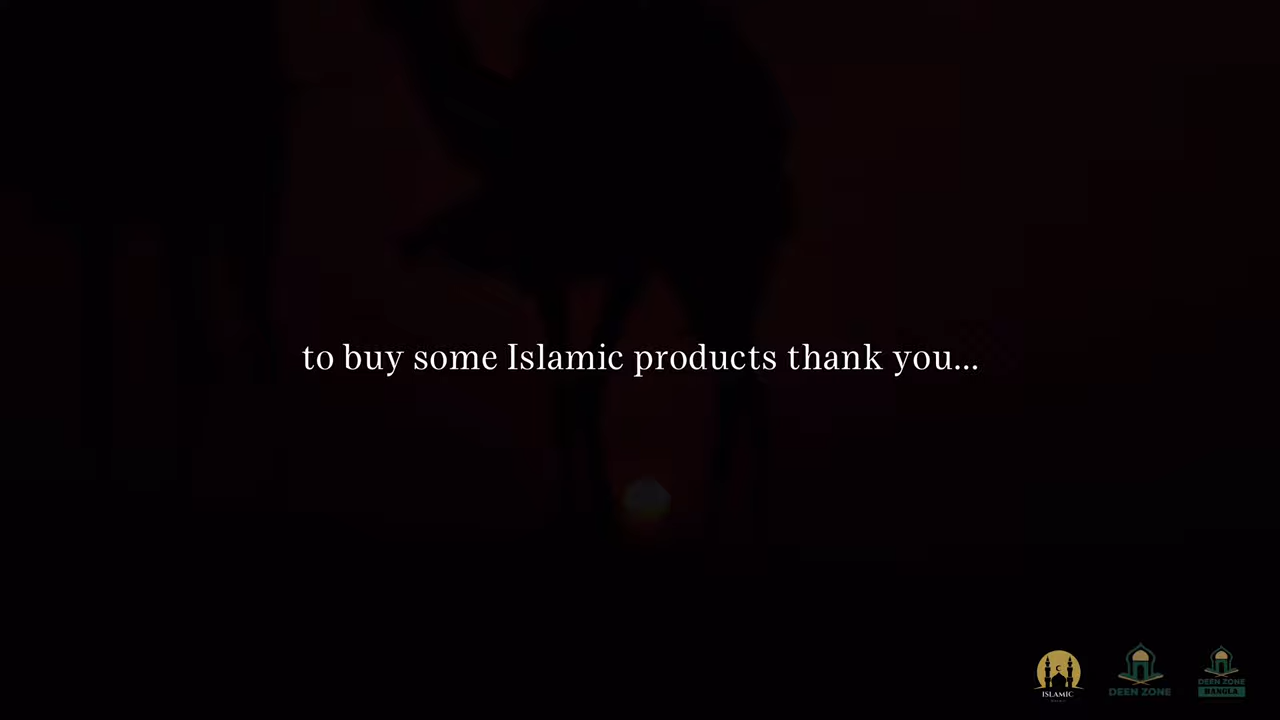 to buy some Islamic products thank you...
ISLAMIC
DEEN ZONE
DEEN ZONE
BANGLA